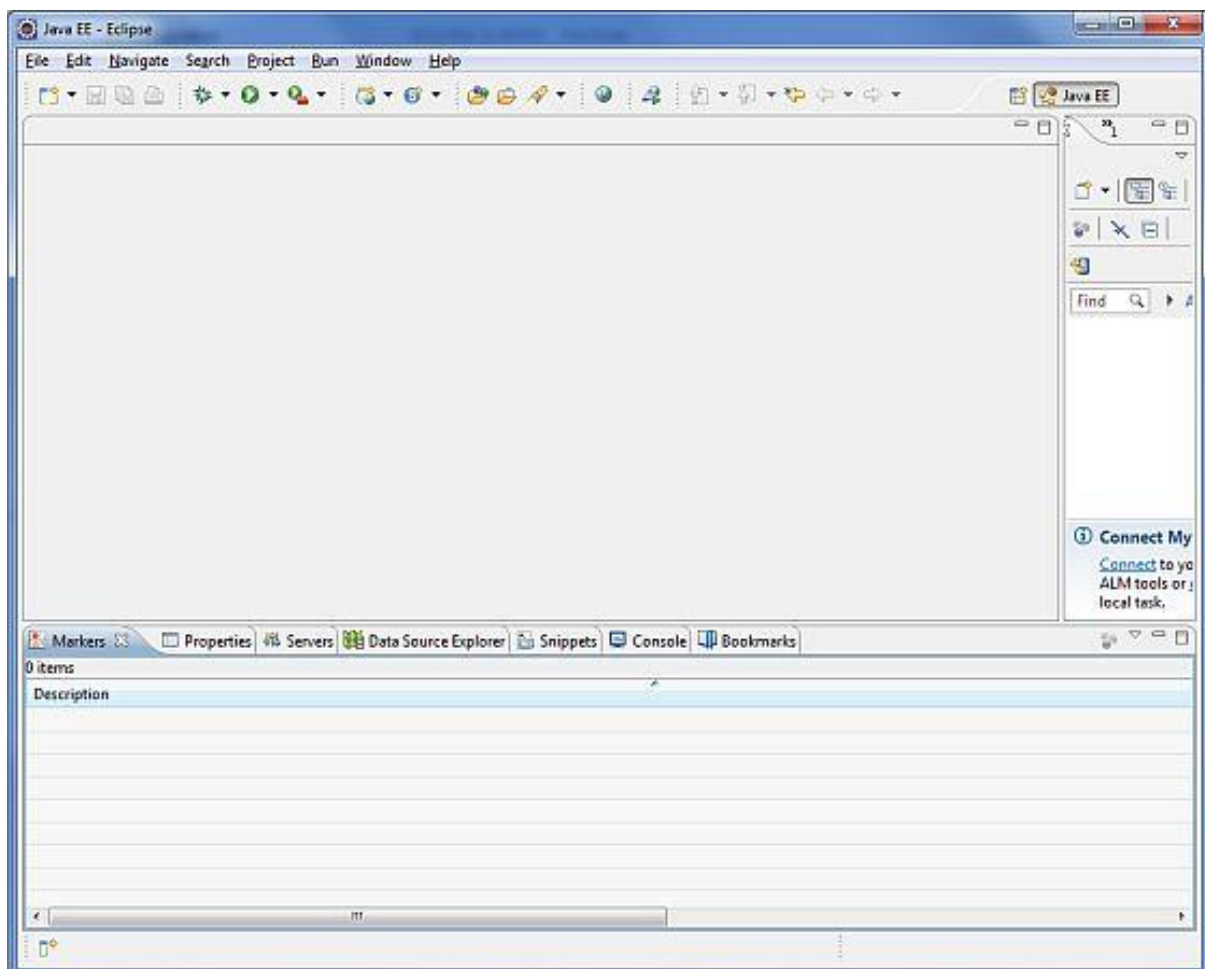 Java EE - Eclipse
File Edit Navigate Search Project Run Window Help
Java EE
»1
Find
Connect My
Connect to yo
ALM tools or
local task.
Markers Properties Servers Data Source Explorer Snippets Console Bookmarks
0 items
Description